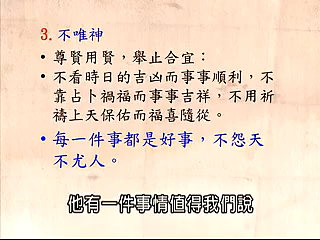 3.不唯神
•尊賢用賢，舉止合宜：
•不看時日的吉凶而事事順利，不
靠占卜禍福而事事吉祥，不用祈
禱上天保佑而福喜隨從。
•每一件事都是好事，不怨天
不尤人。
他有一件事情值得我們說